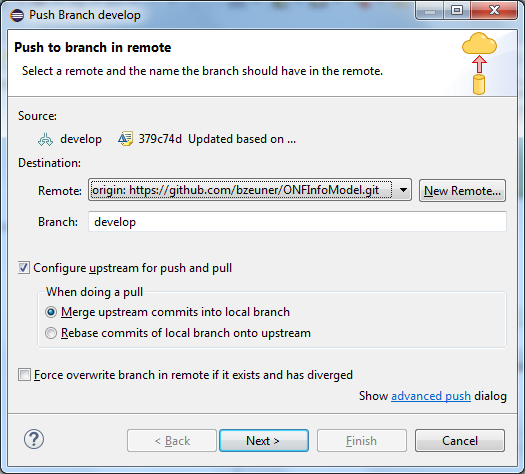 Push Branch develop
Push to branch in remote
Select a remote and the name the branch should have in the remote.
Source:
develop 379c74d Updated based on ...
Destination:
Remote: origin: https://github.com/bzeuner/ONFInfoModel.git New Remote...
Branch: develop
Configure upstream for push and pull
When doing a pull
Merge upstream commits into local branch
Rebase commits of local branch onto upstream
Force overwrite branch in remote if it exists and has diverged
Show advanced push dialog
? < Back Next > Finish Cancel